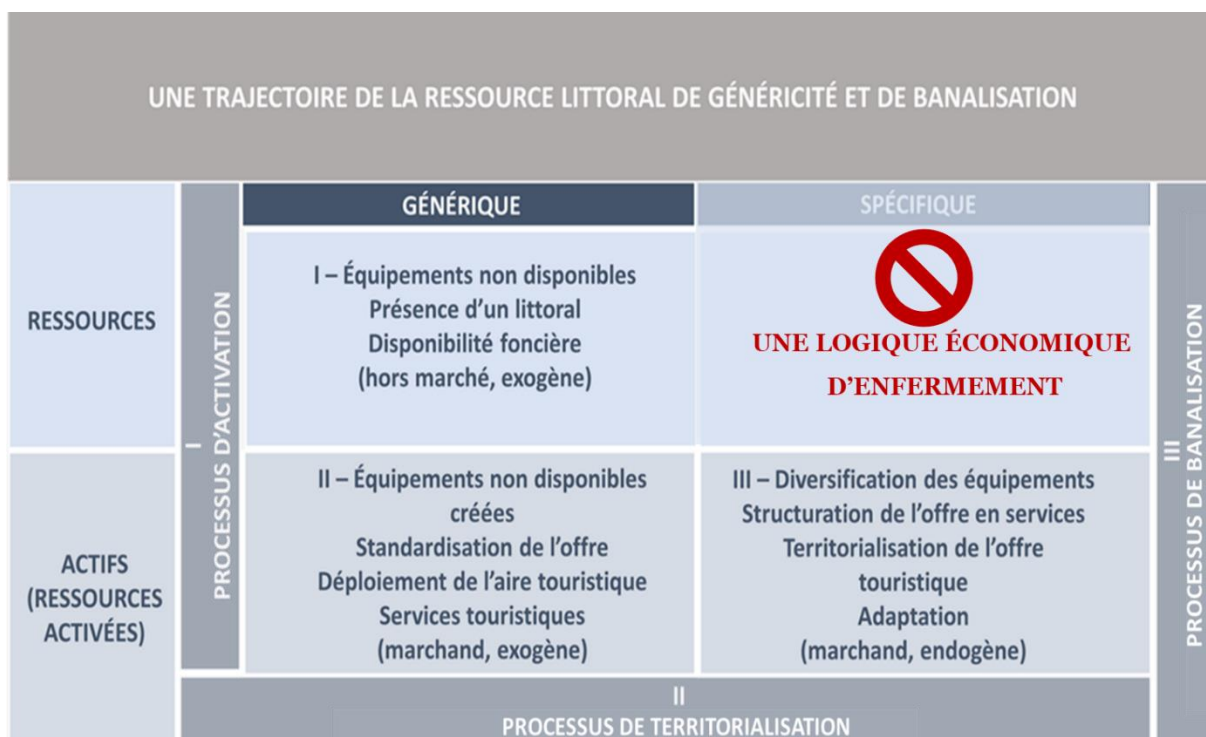 UNE TRAJECTOIRE DE LA RESSOURCE LITTORAL DE GÉNÉRICITÉ ET DE BANALISATION
GÉNÉRIQUE
SPÉCIFIQUE
RESSOURCES
I
PROCESSUS D'ACTIVATION
I – Équipements non disponibles
Présence d'un littoral
Disponibilité foncière
(hors marché, exogène)
UNE LOGIQUE ÉCONOMIQUE
D'ENFERMEMENT
III
PROCESSUS DE BANALISATION
ACTIFS
(RESSOURCES
ACTIVÉES)
II – Équipements non disponibles
créées
Standardisation de l'offre
Déploiement de l'aire touristique
Services touristiques
(marchand, exogène)
III – Diversification des équipements
Structuration de l'offre en services
Territorialisation de l'offre
touristique
Adaptation
(marchand, endogène)
II
PROCESSUS DE TERRITORIALISATION